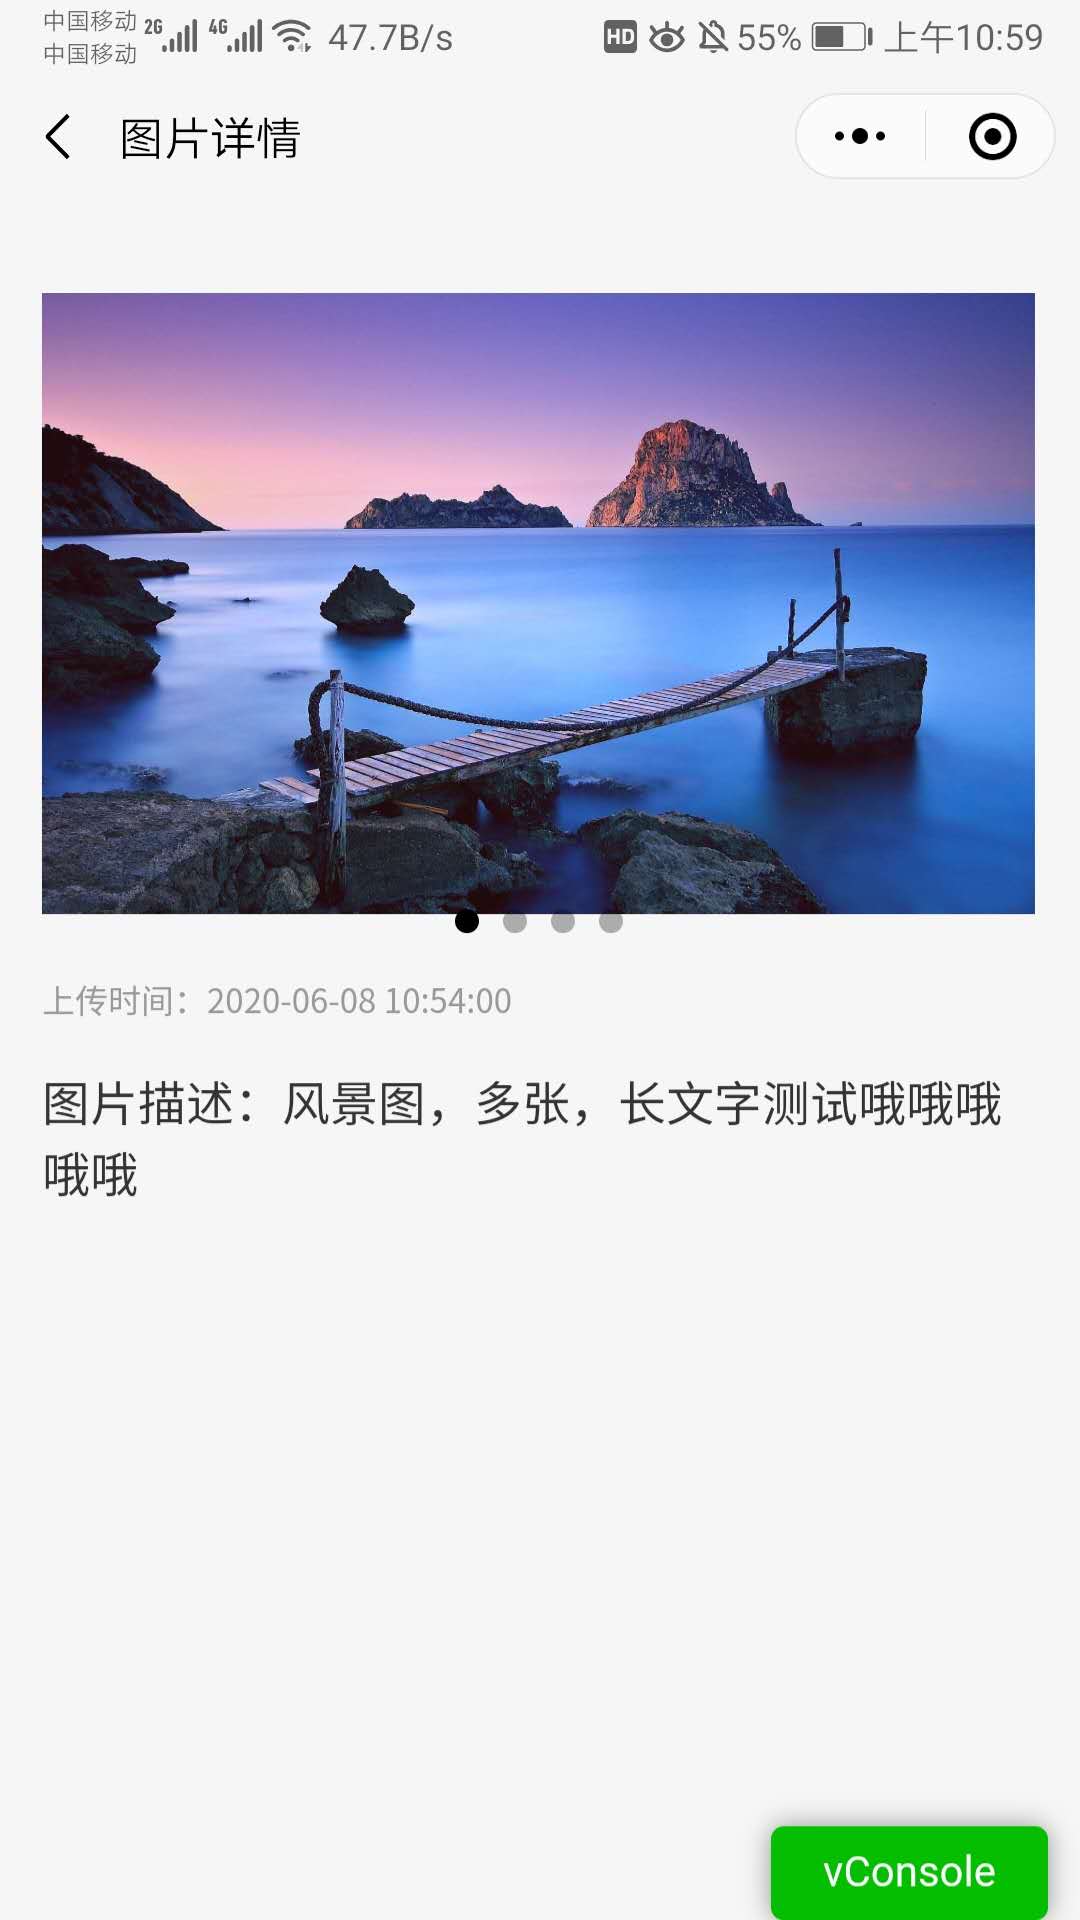 中国移动 2G 4G 47.7B/s HD 55% 上午10:59
中国移动
图片详情
上传时间：2020-06-08 10:54:00
图片描述：风景图，多张，长文字测试哦哦哦
哦哦
vConsole